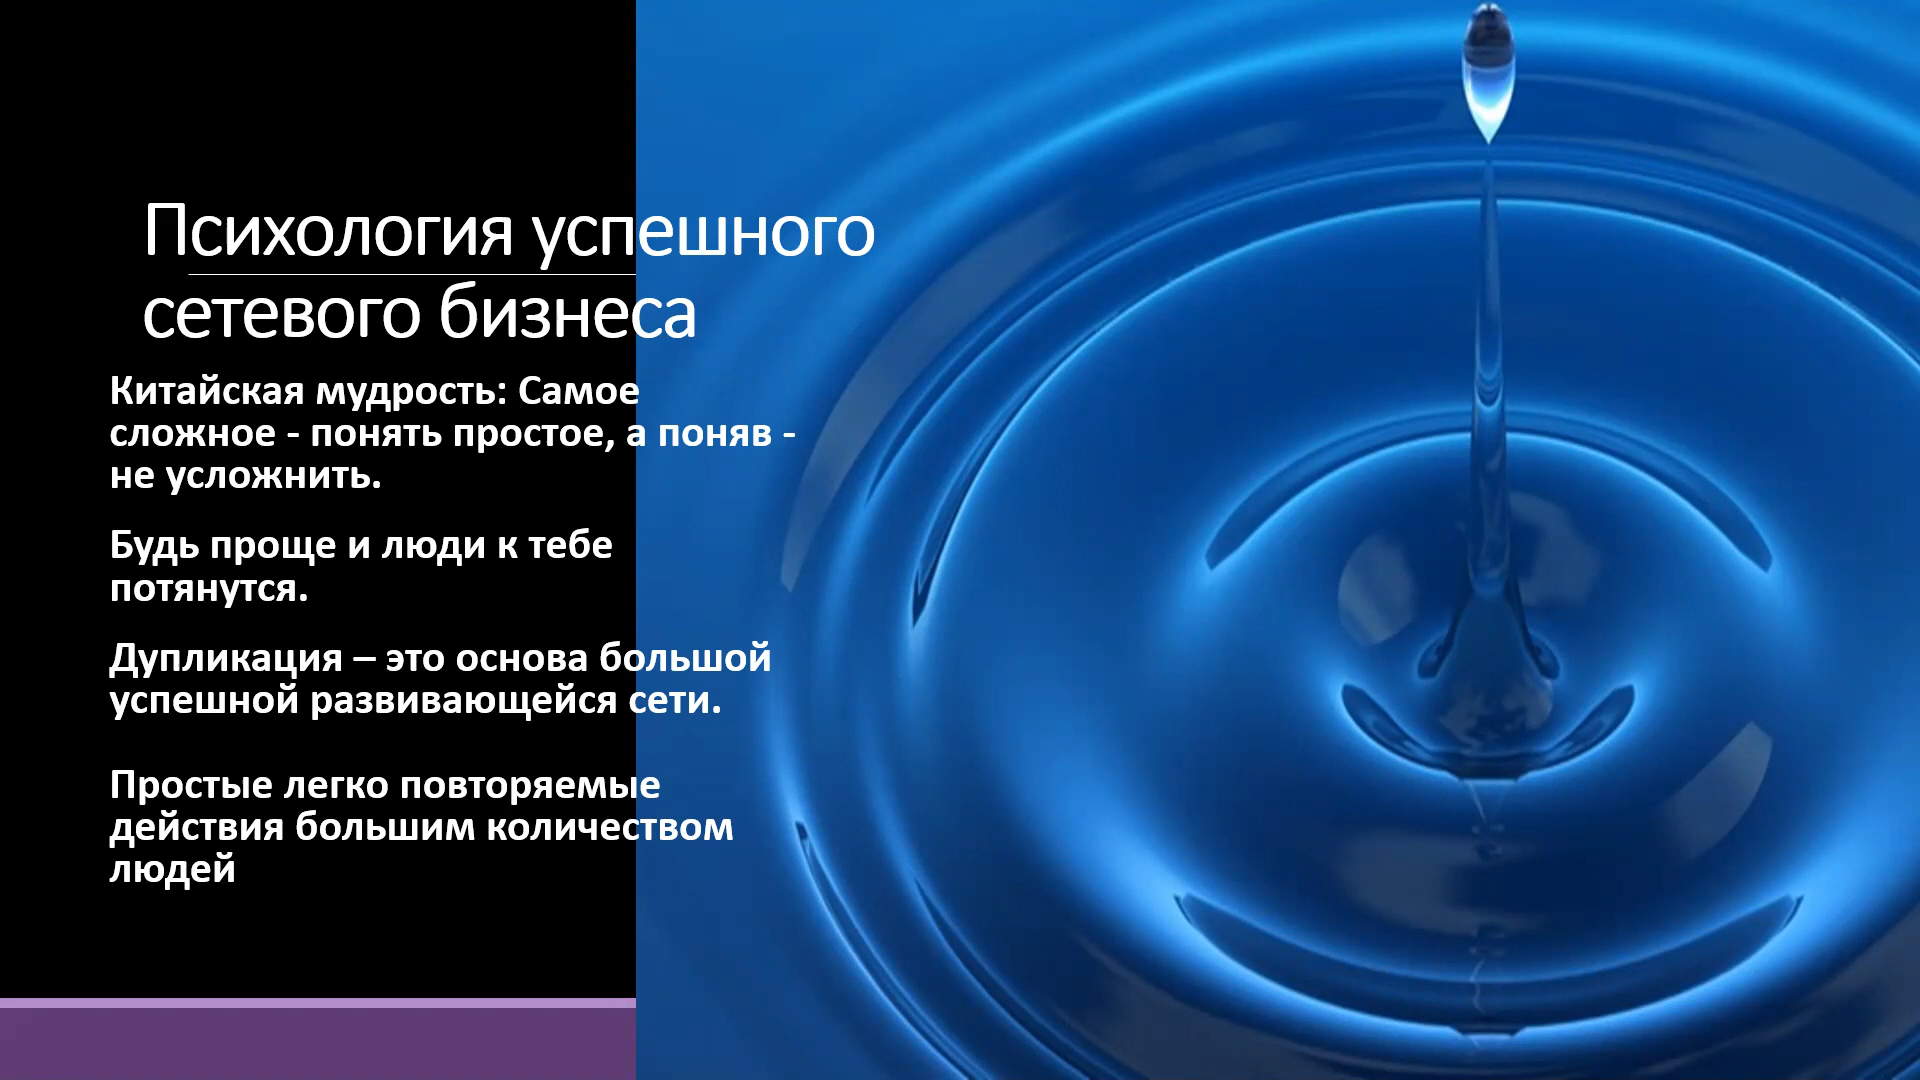 Психология успешного
сетевого бизнеса
Китайская мудрость: Самое
сложное - понять простое, а поняв -
не усложнить.
Будь проще и люди к тебе
потянутся.
Дупликация – это основа большой
успешной развивающейся сети.
Простые легко повторяемые
действия большим количеством
людей